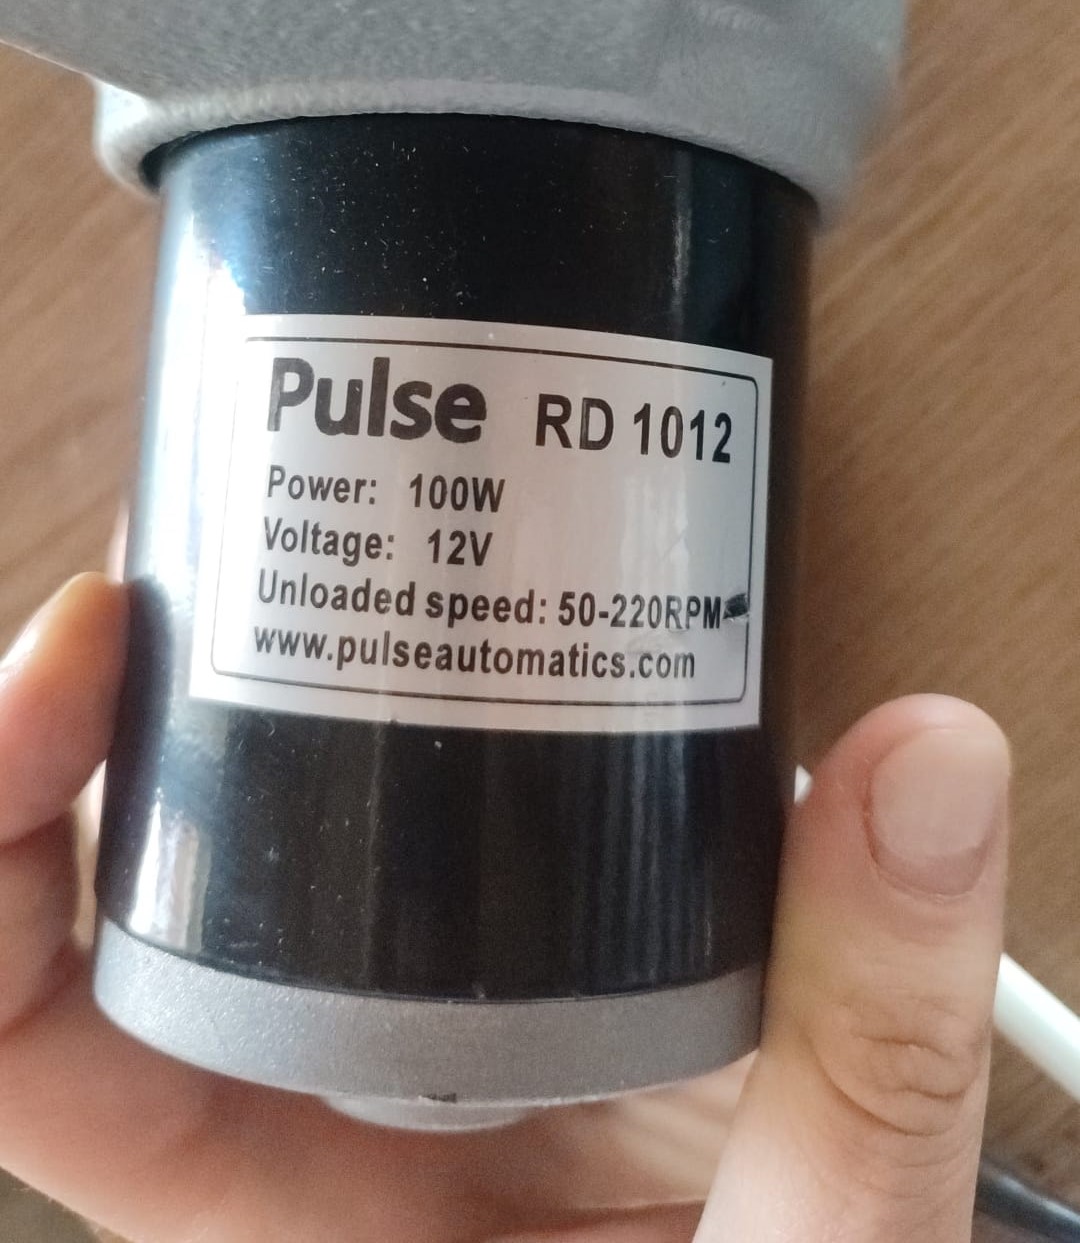 Pulse RD 1012
Power: 100W
Voltage: 12V
Unloaded speed: 50-220RPM
www.pulseautomatics.com